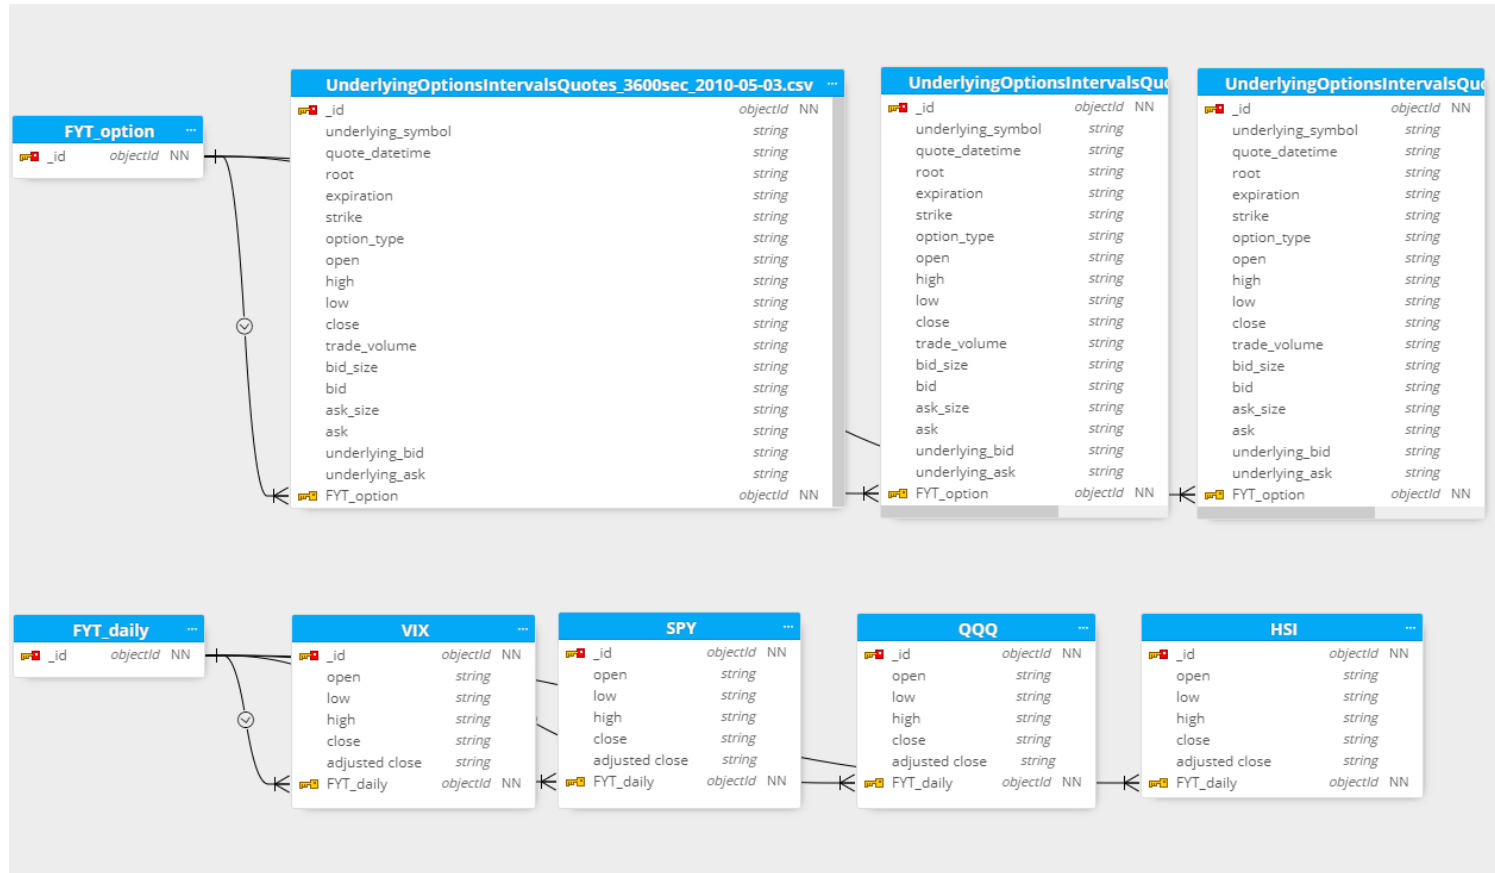 FYT_option ...
_id objectId NN
UnderlyingOptionsIntervalsQuotes_3600sec_2010-05-03.csv ...
_id objectId NN
underlying_symbol string
quote_datetime string
root string
expiration string
strike string
option_type string
open string
high string
low string
close string
trade_volume string
bid_size string
bid string
ask_size string
ask string
underlying_bid string
underlying_ask string
FYT_option objectId NN
UnderlyingOptionsIntervalsQuo
_id objectId NN
underlying_symbol string
quote_datetime string
root string
expiration string
strike string
option_type string
open string
high string
low string
close string
trade_volume string
bid_size string
bid string
ask_size string
ask string
underlying_bid string
underlying_ask string
FYT_option objectId NN
UnderlyingOptionsIntervalsQuo
_id objectId NN
underlying_symbol string
quote_datetime string
root string
expiration string
strike string
option_type string
open string
high string
low string
close string
trade_volume string
bid_size string
bid string
ask_size string
ask string
underlying_bid string
underlying_ask string
FYT_option objectId NN
FYT_daily ...
_id objectId NN
VIX ...
_id objectId NN
open string
low string
high string
close string
adjusted close string
FYT_daily objectId NN
SPY ...
_id objectId NN
open string
low string
high string
close string
adjusted close string
FYT_daily objectId NN
QQQ ...
_id objectId NN
open string
low string
high string
close string
adjusted close string
FYT_daily objectId NN
HSI ...
_id objectId NN
open string
low string
high string
close string
adjusted close string
FYT_daily objectId NN